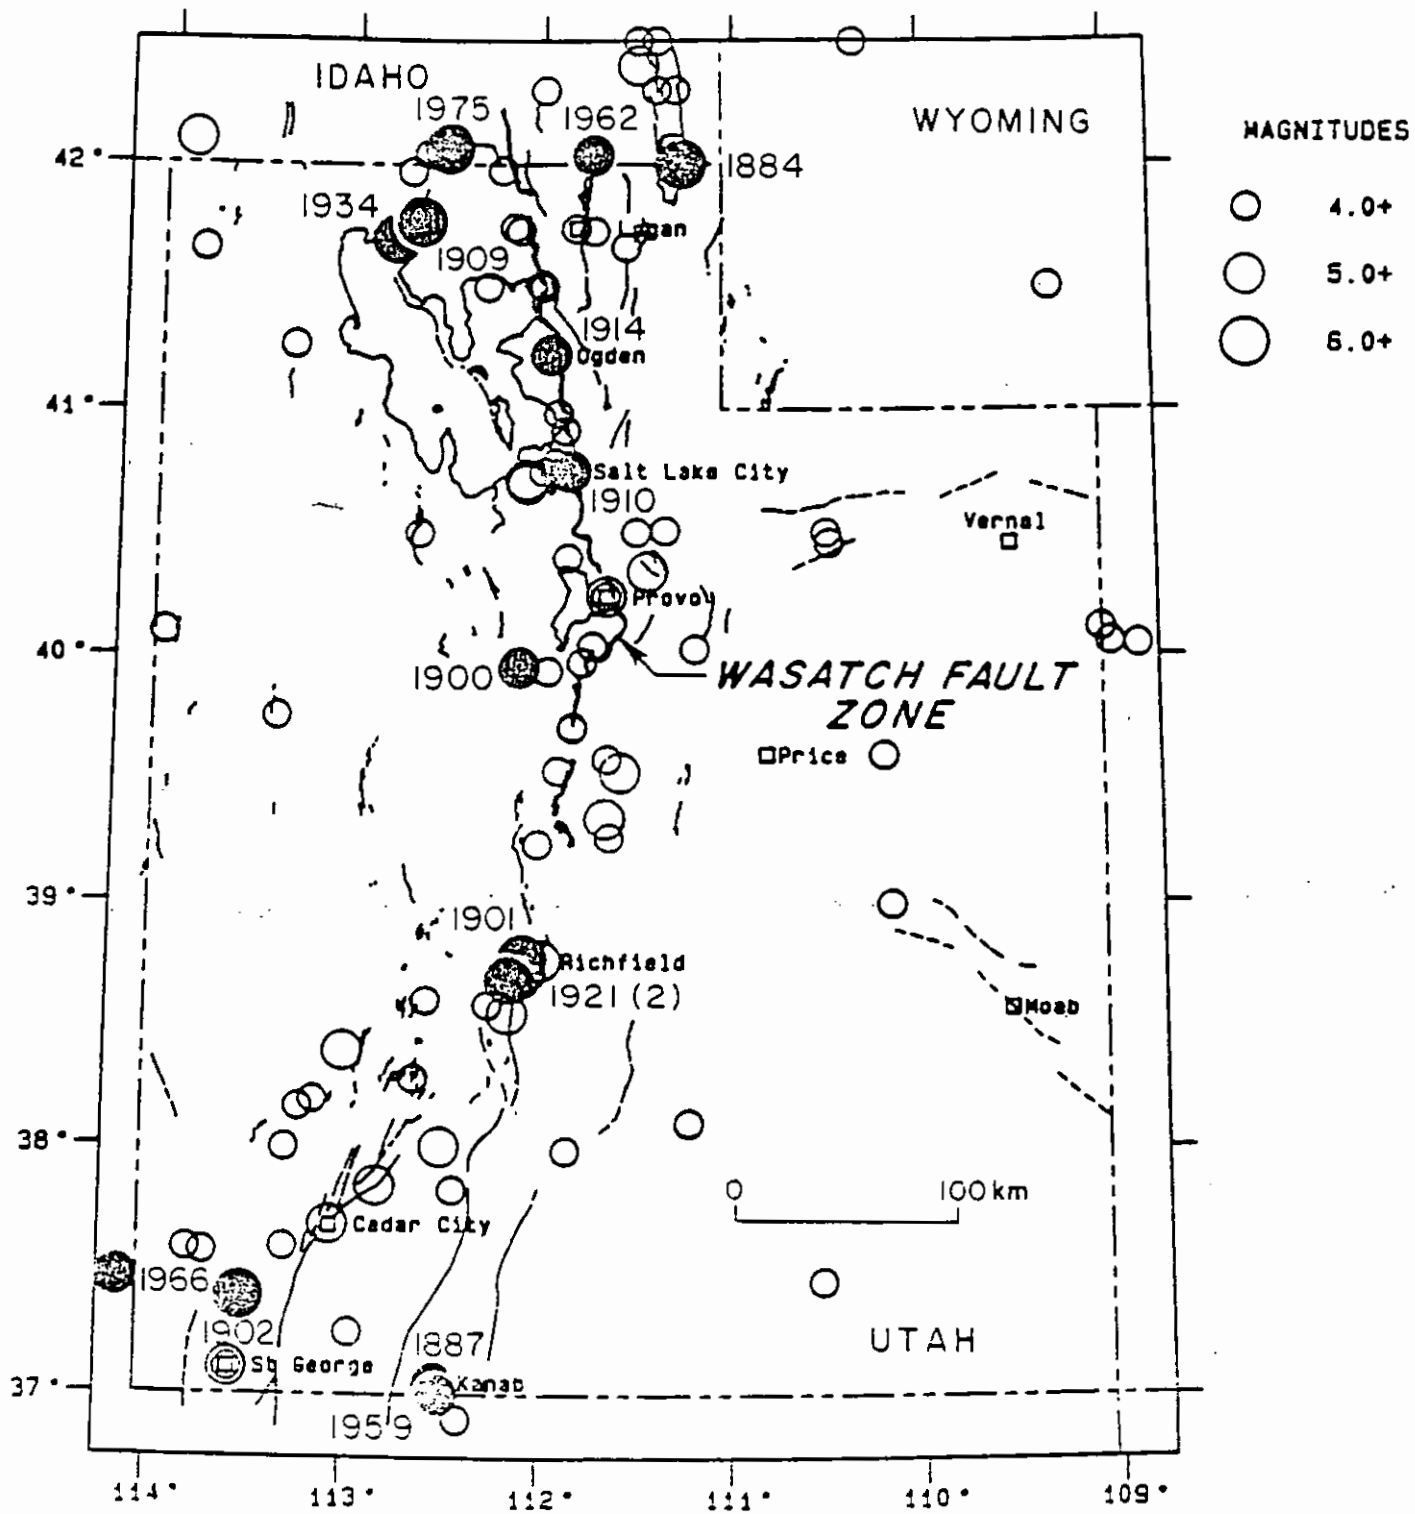 IDAHO
WYOMING
MAGNITUDES
4.0+
5.0+
6.0+
1975
1962
1884
42°
1934
Logan
1909
1914
Ogden
41°
Salt Lake City
1910
Vernal
Provo
40°
1900
WASATCH FAULT
ZONE
Price
39°
1901
Richfield
1921 (2)
Moab
38°
0
100km
Cadar City
1966
1902
St George
1887
Kanab
UTAH
37°
1959
114°
113°
112°
111°
110°
109°